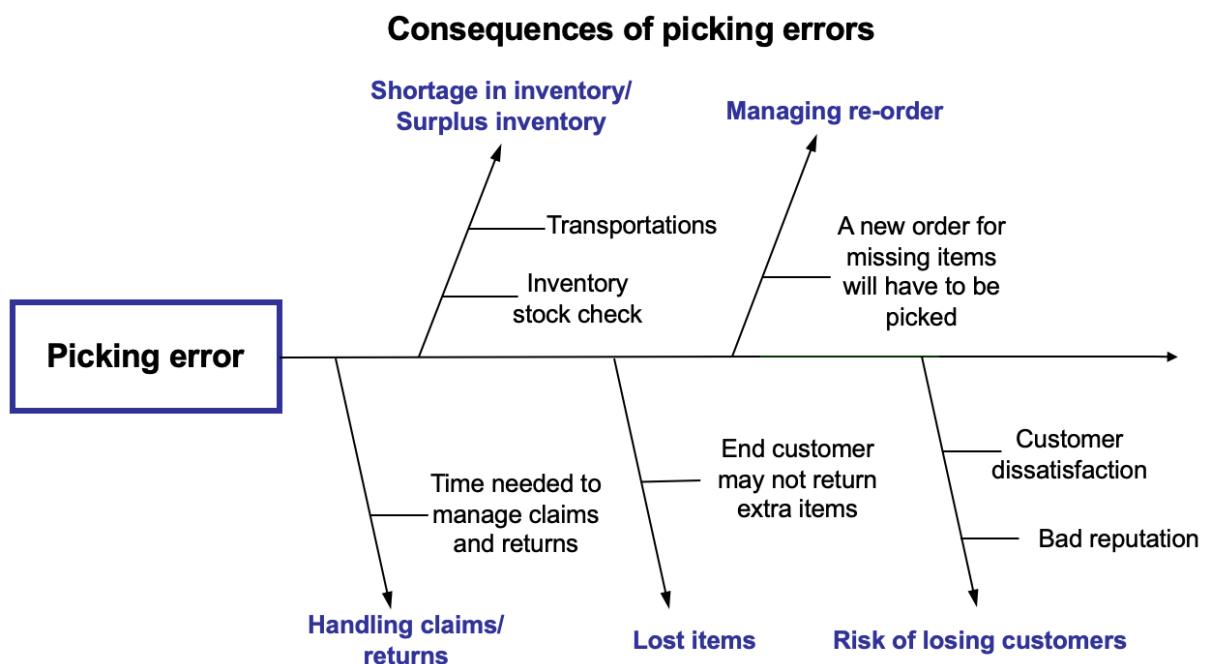 Consequences of picking errors
Shortage in inventory/
Surplus inventory
Managing re-order
Transportations
Inventory
stock check
A new order for
missing items
will have to be
picked
Picking error
Time needed to
manage claims
and returns
End customer
may not return
extra items
Customer
dissatisfaction
Bad reputation
Handling claims/
returns
Lost items
Risk of losing customers